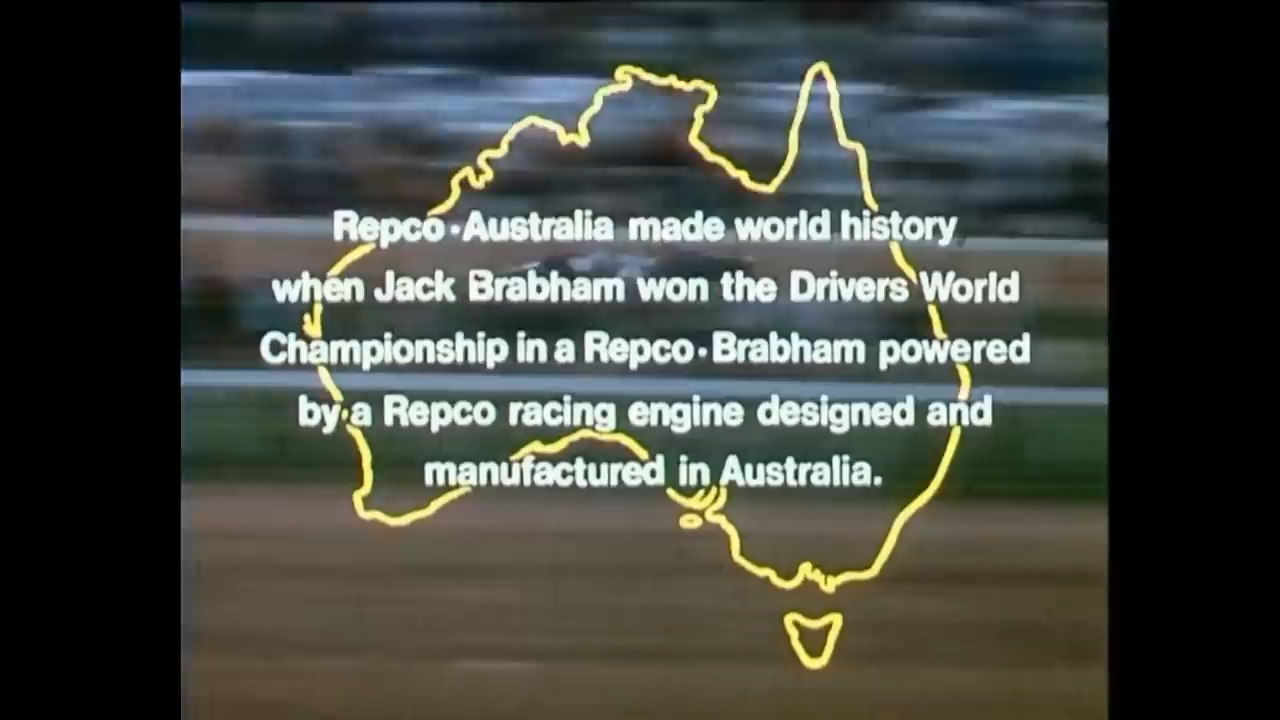 Repco·Australia made world history
when Jack Brabham won the Drivers World
Championship in a Repco·Brabham powered
by a Repco racing engine designed and
manufactured in Australia.